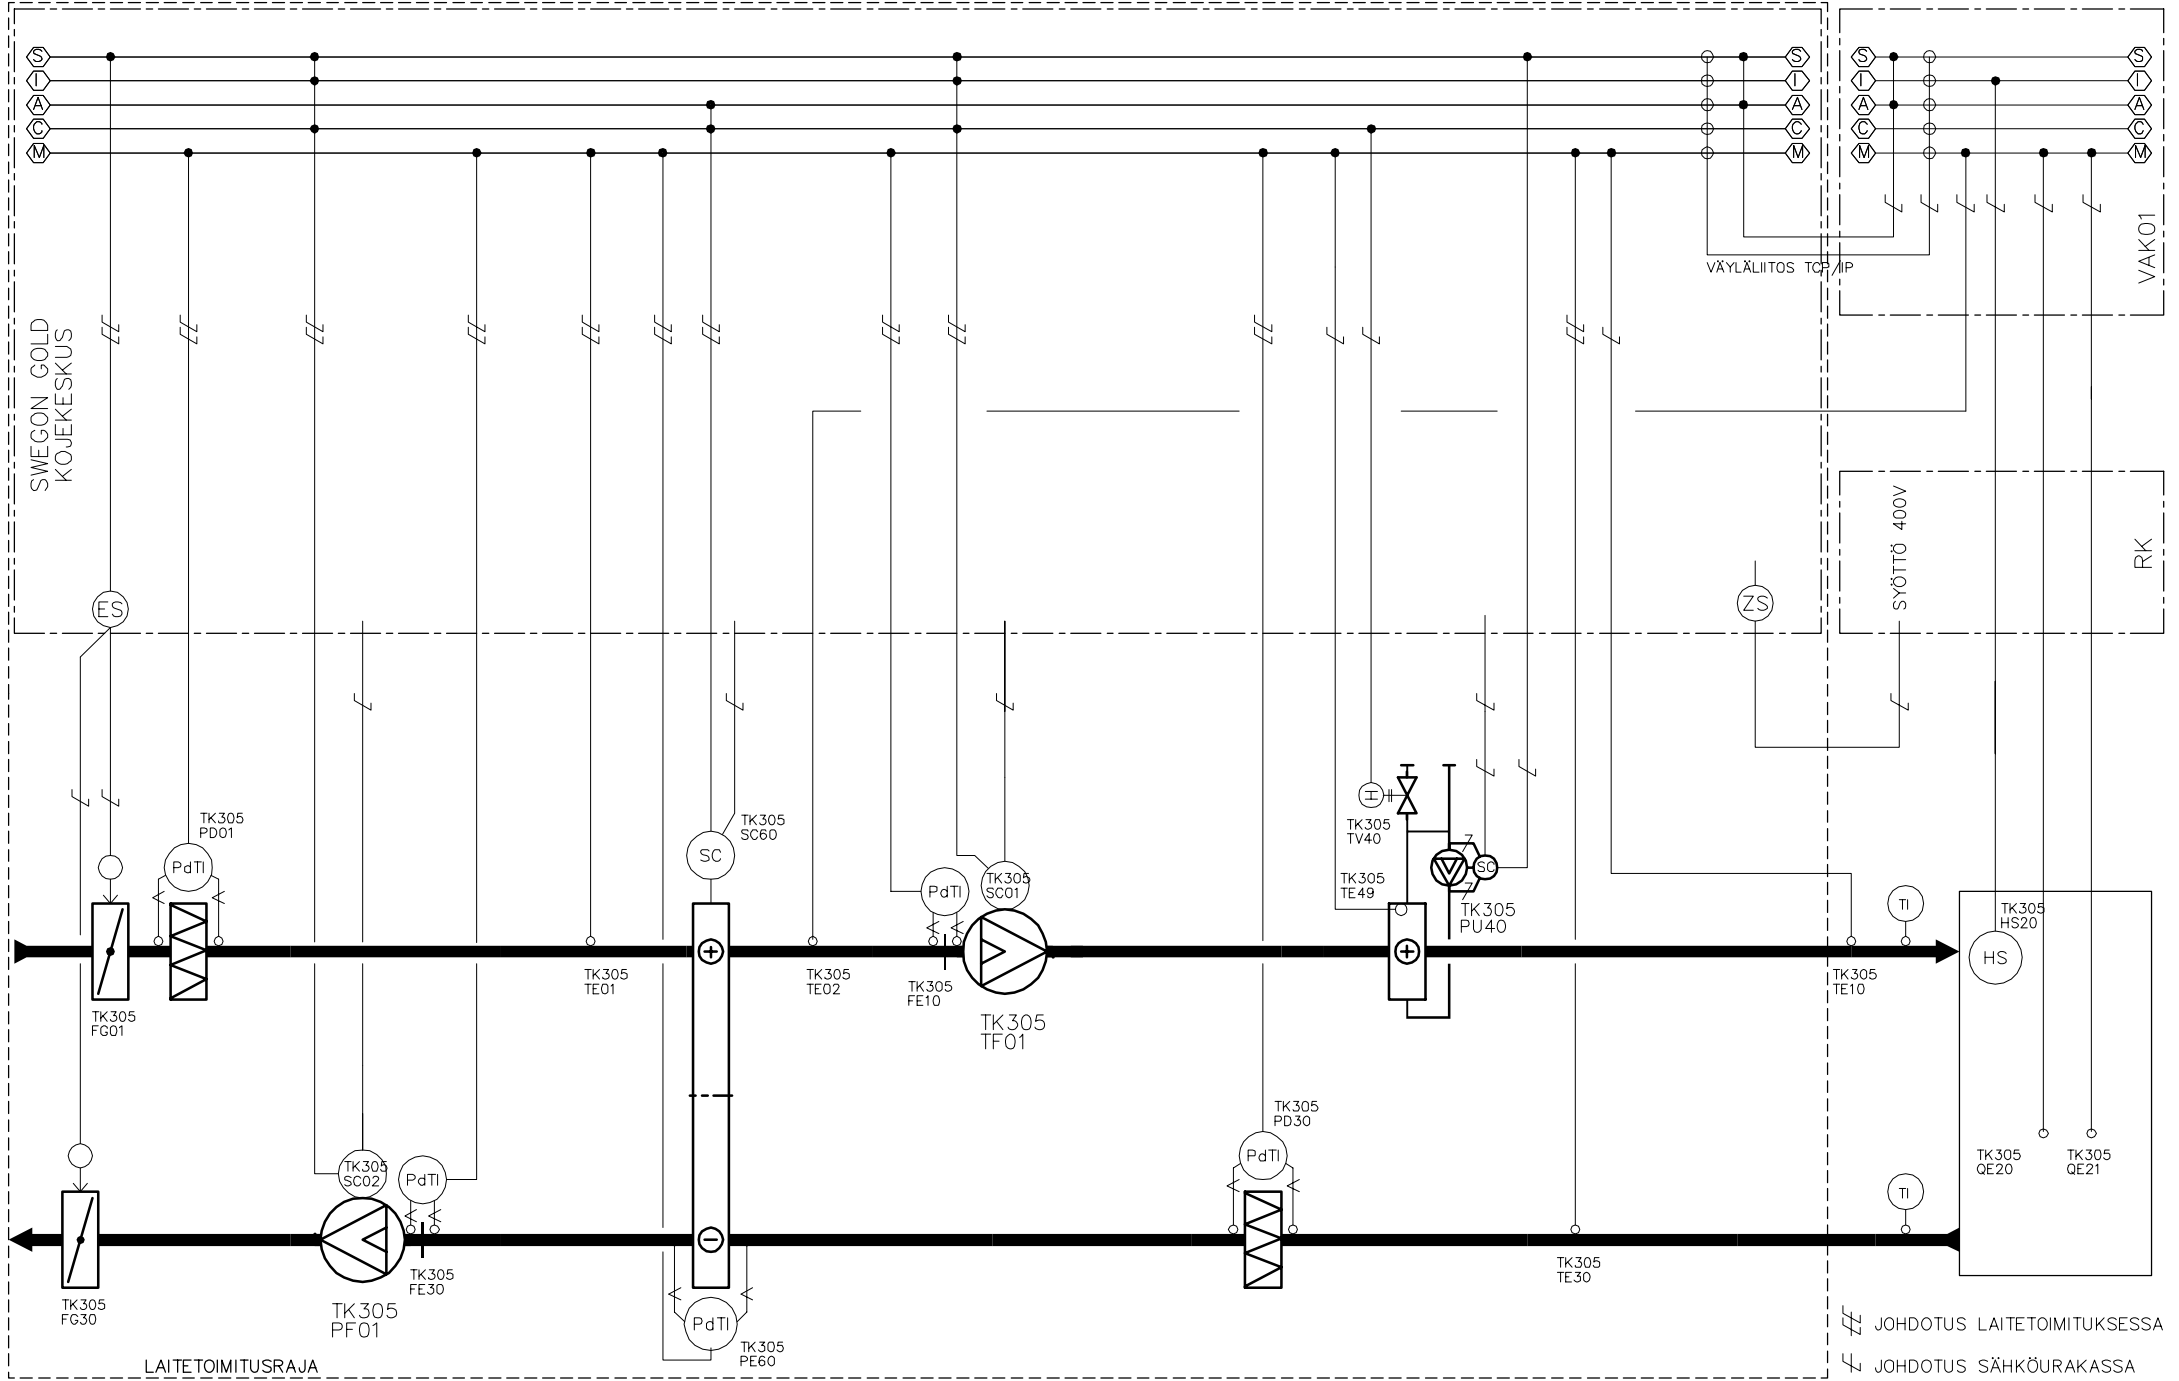 S
I
A
C
M
S
I
A
C
M
S
I
A
C
M
S
I
A
C
M
VAK01
VÄYLÄLIITOS TCP/IP
SWEGON GOLD
KOJEKESKUS
SYÖTTÖ 400V
RK
ES
ZS
TK305
PD01
PdTI
TK305
SC60
SC
H
TK305
TV40
TK305
SC01
PdTI
TK305
TE49
SC
TK305
PU40
TI
TK305
HS20
HS
TK305
TE01
TK305
TE02
TK305
FE10
TK305
TE10
TK305
FG01
TK305
TF01
TK305
PD30
PdTI
TK305
SC02
PdTI
TK305
QE20
TK305
QE21
TI
TK305
FE30
TK305
TE30
TK305
FG30
TK305
PF01
PdTI
TK305
PE60
JOHDOTUS LAITETOIMITUKSESSA
JOHDOTUS SÄHKÖURAKASSA
LAITETOIMITUSRAJA